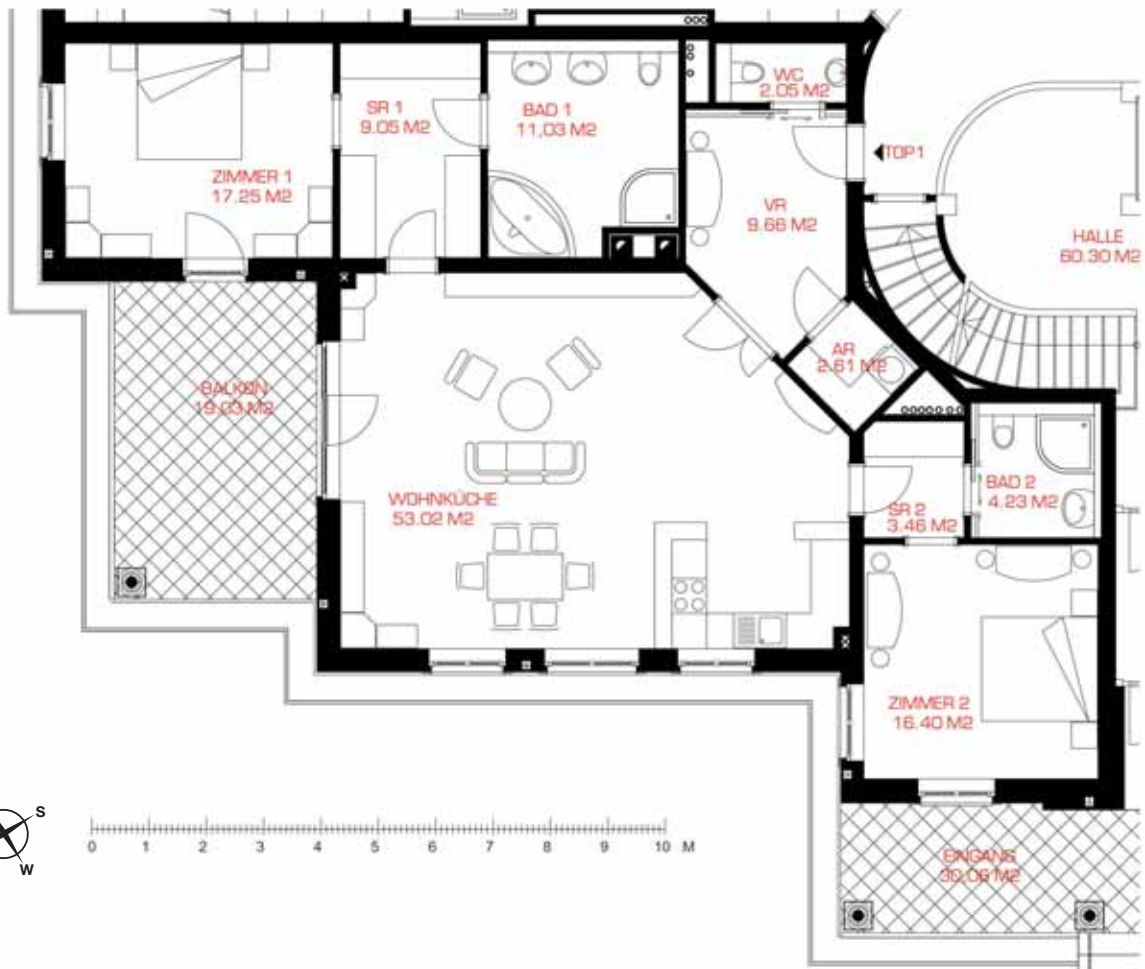 WC
2.05 M2
SR 1
9.05 M2
BAD 1
11,03 M2
TOP1
ZIMMER 1
17.25 M2
VR
9.66 M2
HALLE
60.30 M2
AR
2.61 M2
BALKON
19.03 M2
WOHNKÜCHE
53.02 M2
BAD 2
4.23 M2
SR 2
3.46 M2
ZIMMER 2
16.40 M2
S
W
0 1 2 3 4 5 6 7 8 9 10 M
EINGANG
30,06 M2